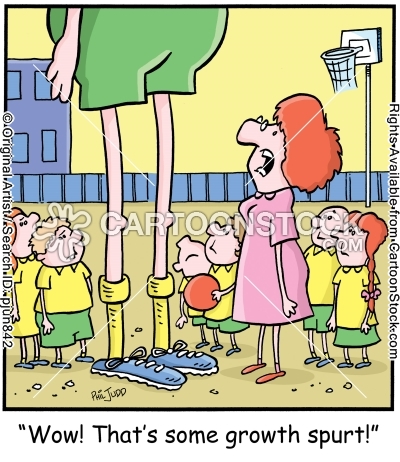 © Original Artist / Search ID: pjun842
Rights Available from CartoonStock.com
CARTOONSTOCK
.com
PHIL JUDD
"Wow! That's some growth spurt!"